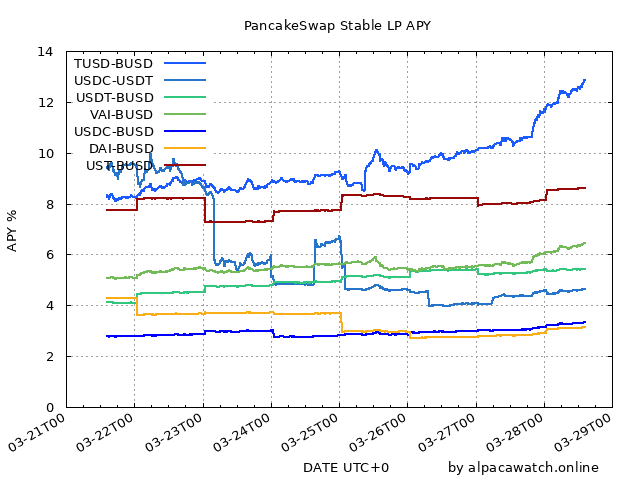 PancakeSwap Stable LP APY
APY %
14
12
10
8
6
4
2
0
TUSD-BUSD
USDC-USDT
USDT-BUSD
VAI-BUSD
USDC-BUSD
DAI-BUSD
UST-BUSD
03-21T00
03-22T00
03-23T00
03-24T00
03-25T00
03-26T00
03-27T00
03-28T00
03-29T00
DATE UTC+0
by alpacawatch.online